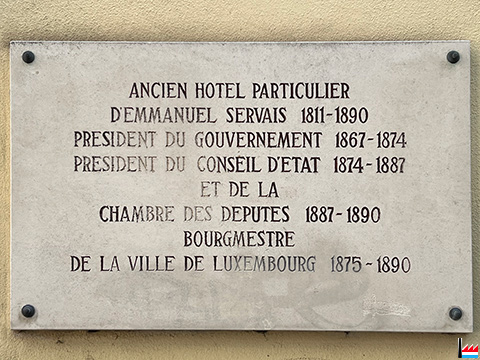 ANCIEN HOTEL PARTICULIER
D'EMMANUEL SERVAIS 1811-1890
PRESIDENT DU GOUVERNEMENT 1867-1874
PRESIDENT DU CONSEIL D'ETAT 1874-1887
ET DE LA
CHAMBRE DES DEPUTES 1887-1890
BOURGMESTRE
DE LA VILLE DE LUXEMBOURG 1875-1890